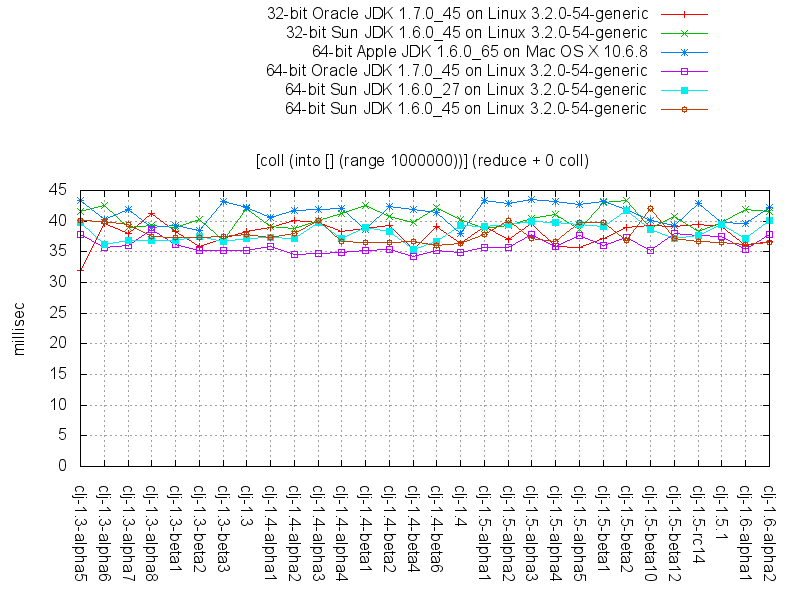 32-bit Oracle JDK 1.7.0_45 on Linux 3.2.0-54-generic
32-bit Sun JDK 1.6.0_45 on Linux 3.2.0-54-generic
64-bit Apple JDK 1.6.0_65 on Mac OS X 10.6.8
64-bit Oracle JDK 1.7.0_45 on Linux 3.2.0-54-generic
64-bit Sun JDK 1.6.0_27 on Linux 3.2.0-54-generic
64-bit Sun JDK 1.6.0_45 on Linux 3.2.0-54-generic
[coll (into [] (range 1000000))] (reduce + 0 coll)
45
40
35
30
25
20
15
10
5
0
millisec
clj-1.3-alpha5
clj-1.3-alpha6
clj-1.3-alpha7
clj-1.3-alpha8
clj-1.3-beta1
clj-1.3-beta2
clj-1.3-beta3
clj-1.3
clj-1.4-alpha1
clj-1.4-alpha2
clj-1.4-alpha3
clj-1.4-alpha4
clj-1.4-beta1
clj-1.4-beta2
clj-1.4-beta4
clj-1.4-beta6
clj-1.4
clj-1.5-alpha1
clj-1.5-alpha2
clj-1.5-alpha3
clj-1.5-alpha4
clj-1.5-alpha5
clj-1.5-beta1
clj-1.5-beta2
clj-1.5-beta10
clj-1.5-beta12
clj-1.5-rc14
clj-1.5.1
clj-1.6-alpha1
clj-1.6-alpha2